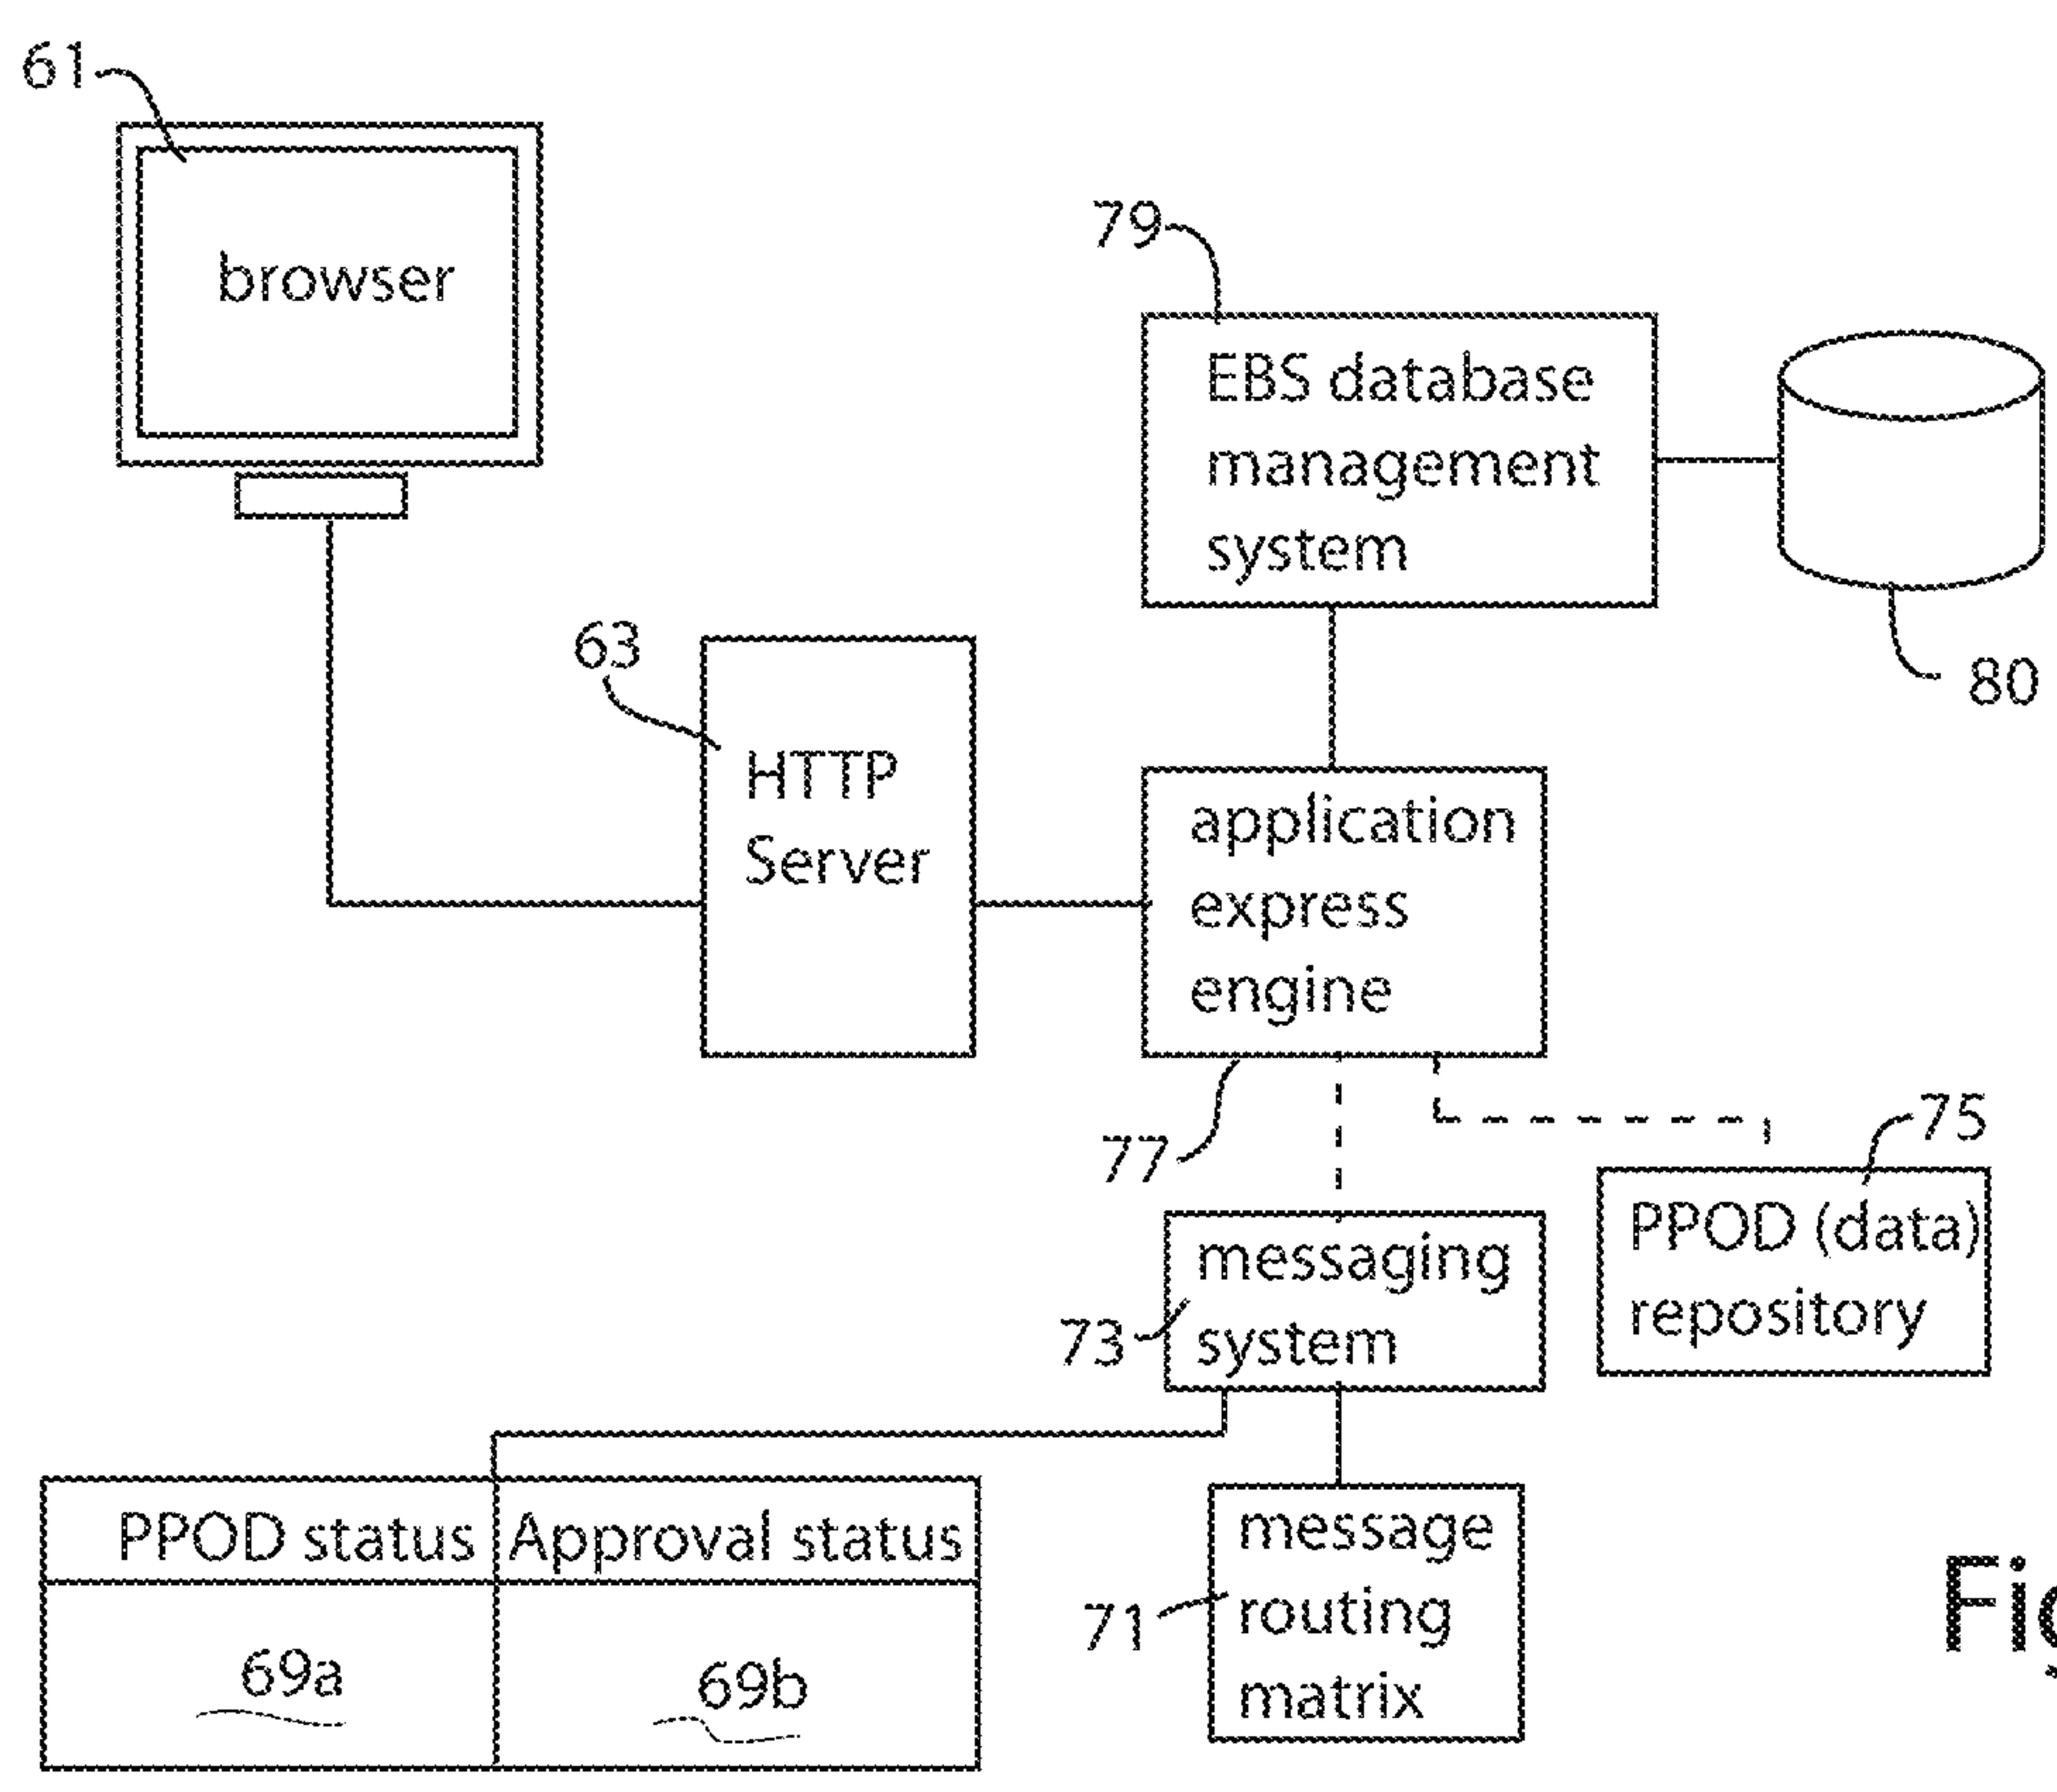 61
browser
79
EBS database
management
system
80
63
HTTP
Server
application
express
engine
77
75
PPOD (data)
repository
messaging
system
73
PPOD status
Approval status
69a
69b
message
routing
matrix
71